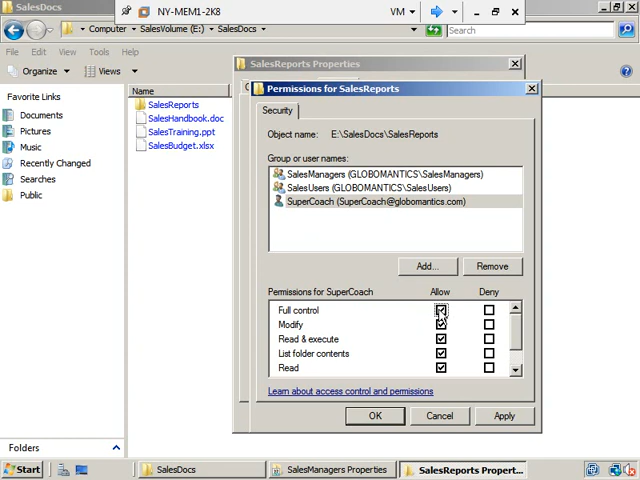 SalesDocs
NY-MEM1-2K8
VM
Computer SalesVolume (E:) SalesDocs
Search
File Edit View Tools Help
Organize Views
Favorite Links
Documents
Pictures
Music
Recently Changed
Searches
Public
Folders
Name
SalesReports
SalesHandbook.doc
SalesTraining.ppt
SalesBudget.xlsx
SalesReports Properties
Permissions for SalesReports
Security
Object name: E:\SalesDocs\SalesReports
Group or user names:
SalesManagers (GLOBOMANTICS\SalesManagers)
SalesUsers (GLOBOMANTICS\SalesUsers)
SuperCoach (SuperCoach@globomantics.com)
Add... Remove
Permissions for SuperCoach Allow Deny
Full control
Modify
Read & execute
List folder contents
Read
Learn about access control and permissions
OK Cancel Apply
Start SalesDocs SalesManagers Properties SalesReports Propert...